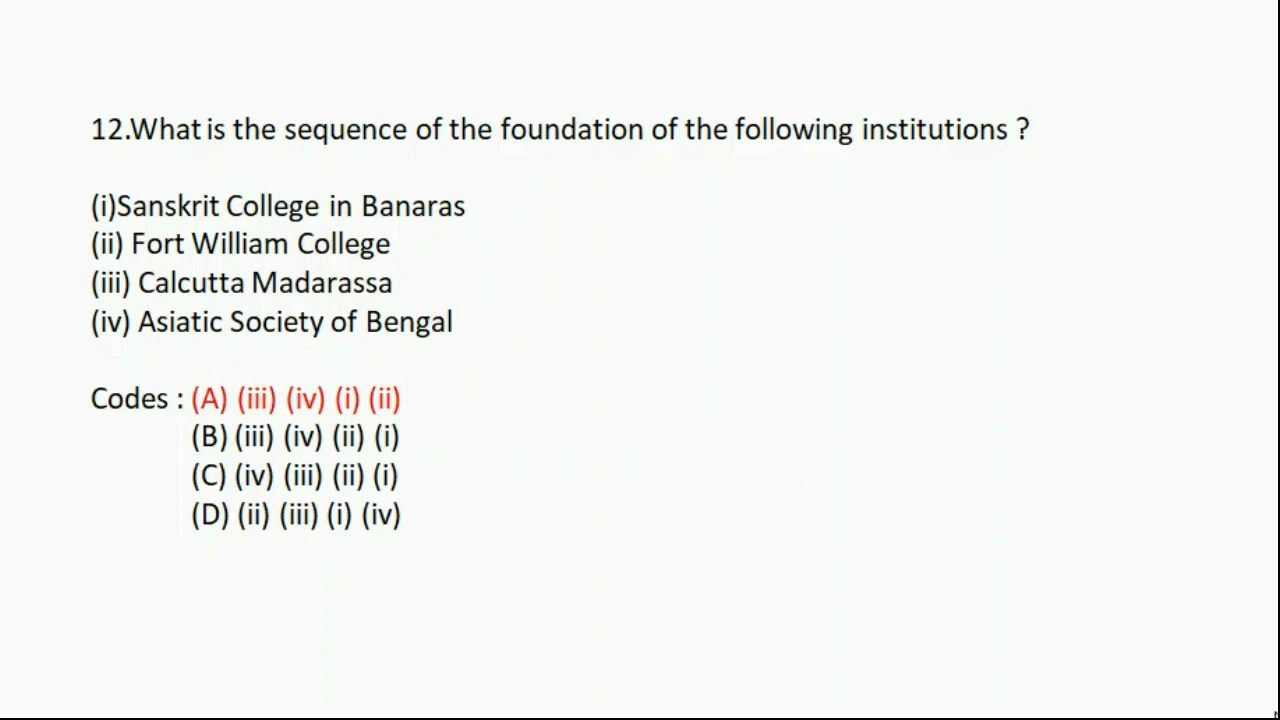 12.What is the sequence of the foundation of the following institutions ?
(i)Sanskrit College in Banaras
(ii) Fort William College
(iii) Calcutta Madarassa
(iv) Asiatic Society of Bengal
Codes : (A) (iii) (iv) (i) (ii)
(B) (iii) (iv) (ii) (i)
(C) (iv) (iii) (ii) (i)
(D) (ii) (iii) (i) (iv)